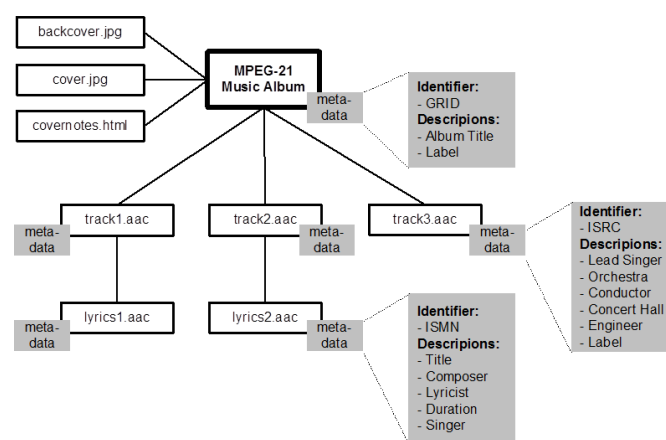 backcover.jpg
cover.jpg
covernotes.html
MPEG-21
Music Album
meta-
data
Identifier:
- GRID
Descripions:
- Album Title
- Label
track1.aac
meta-
data
track2.aac
meta-
data
track3.aac
meta-
data
Identifier:
- ISRC
Descripions:
- Lead Singer
- Orchestra
- Conductor
- Concert Hall
- Engineer
- Label
lyrics1.aac
meta-
data
lyrics2.aac
meta-
data
Identifier:
- ISMN
Descripions:
- Title
- Composer
- Lyricist
- Duration
- Singer